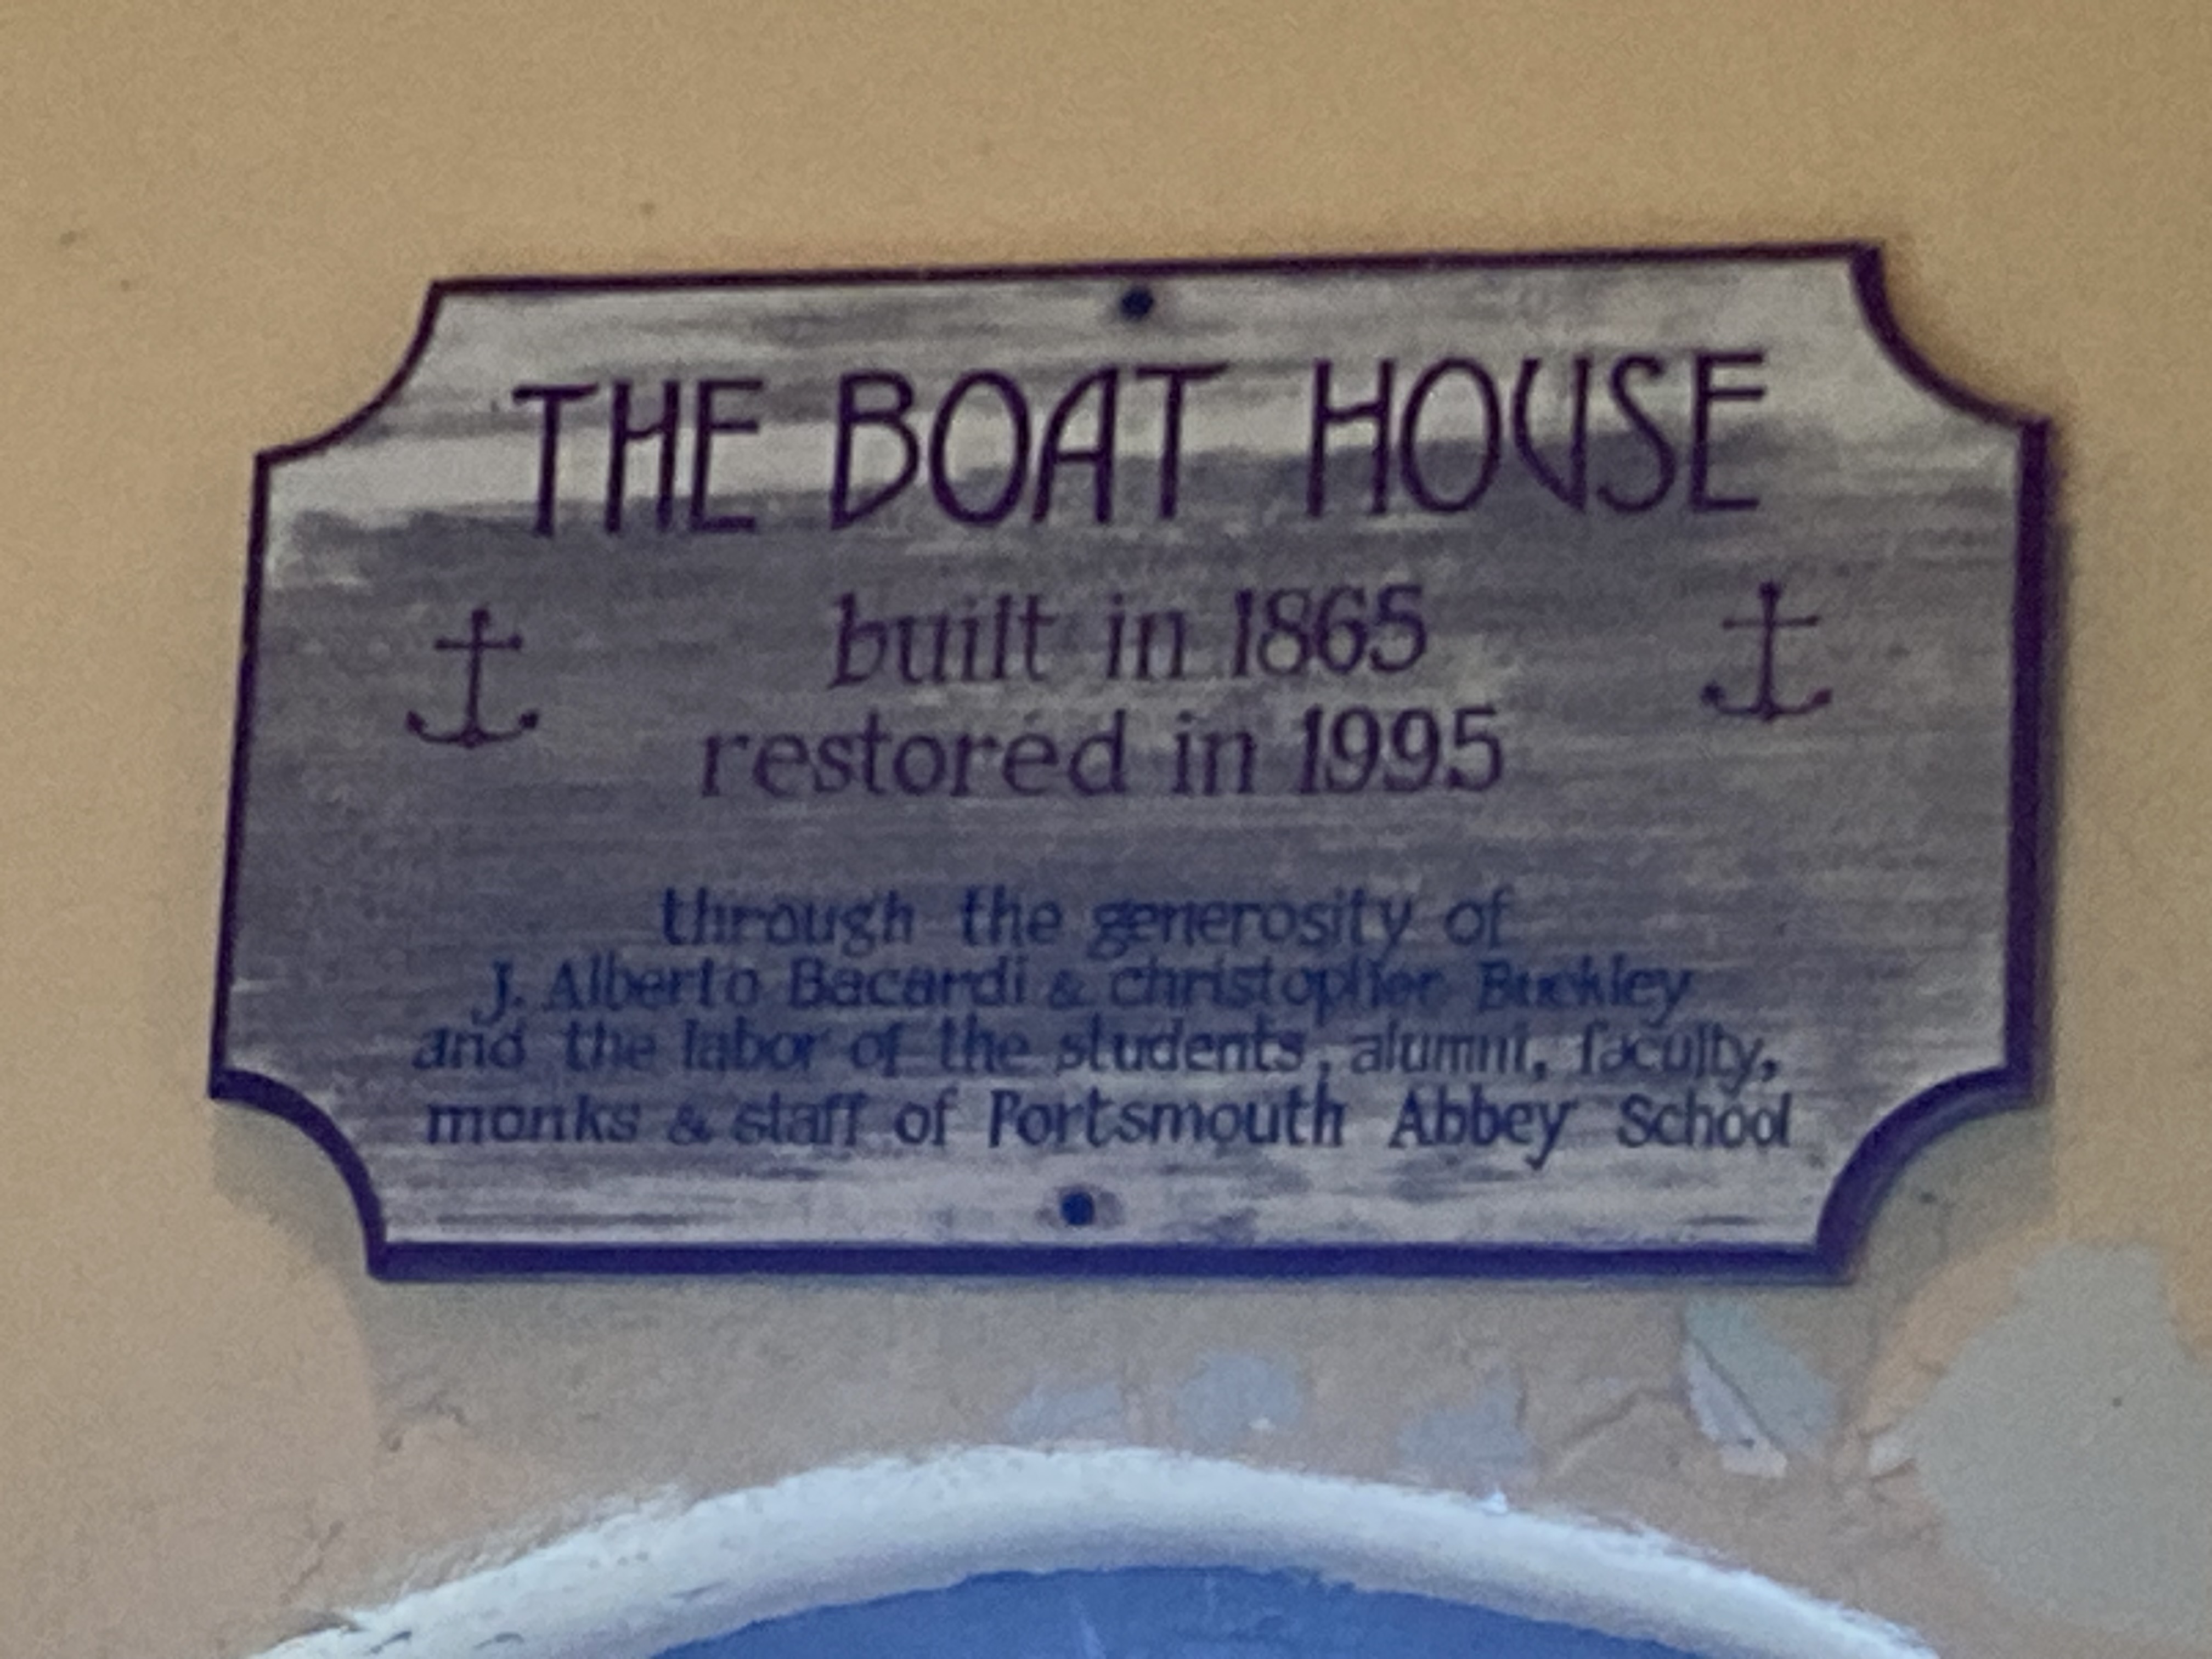 THE BOAT HOUSE
built in 1865
restored in 1995
through the generosity of
J. Alberto Bacardi & christopher Buckley
and the labor of the students, alumni, faculty,
monks & staff of Portsmouth Abbey School